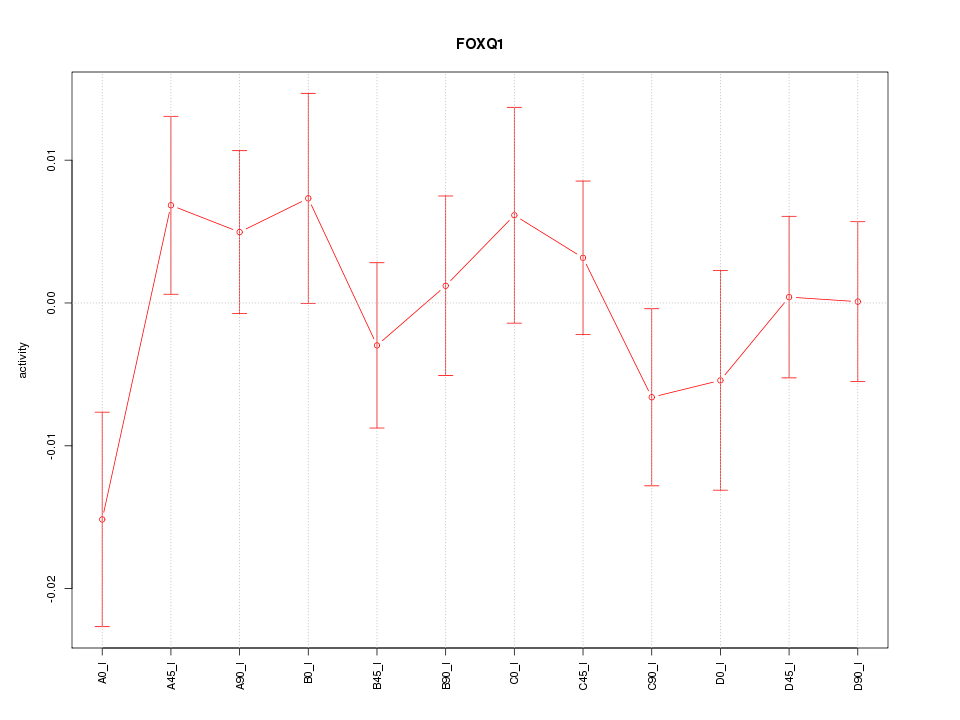 FOXQ1
activity
0.01
0.00
-0.01
-0.02
A0_I
A45_I
A90_I
B0_I
B45_I
B90_I
C0_I
C45_I
C90_I
D0_I
D45_I
D90_I